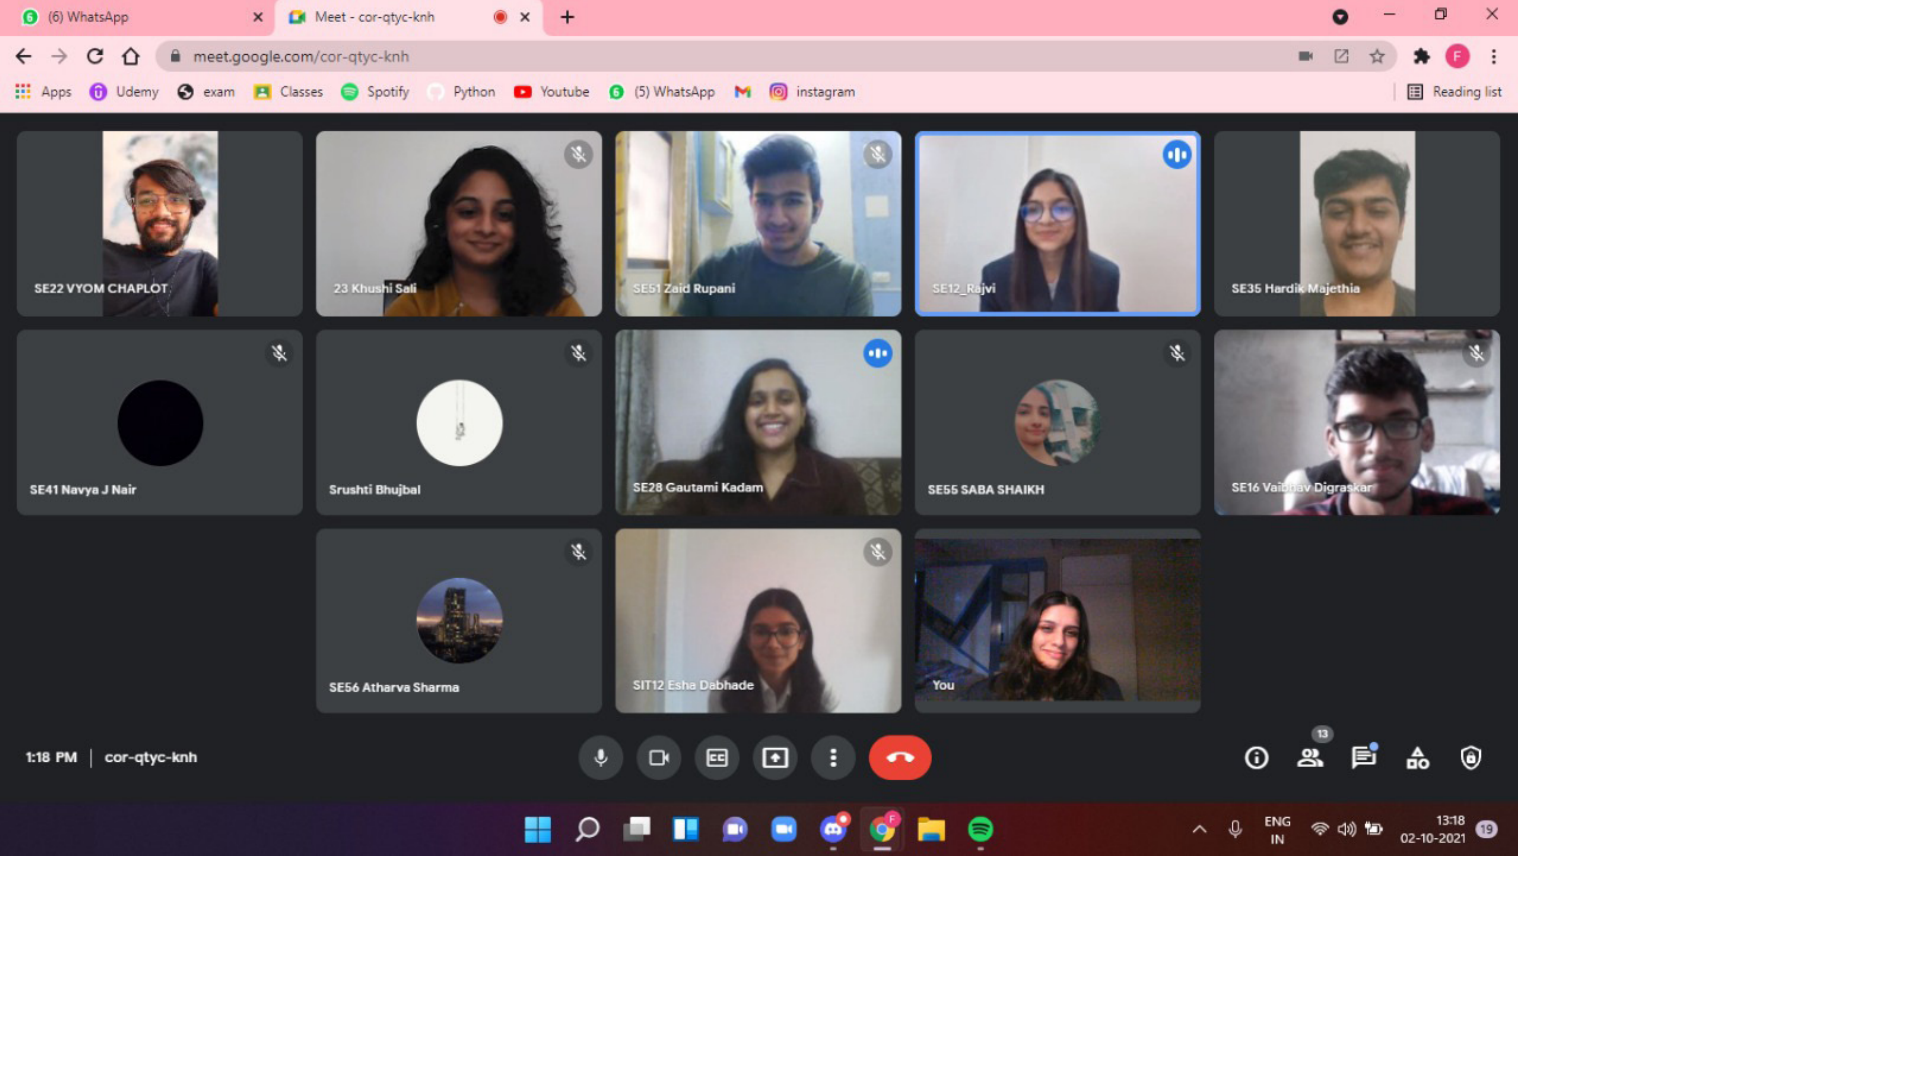 (6) WhatsApp
Meet - cor-qtyc-knh
meet.google.com/cor-qtyc-knh
F
Apps
Udemy
exam
Classes
Spotify
Python
Youtube
(5) WhatsApp
instagram
Reading list
SE22 VYOM CHAPLOT
23 Khushi Sali
SE51 Zaid Rupani
SE12_Rajvi
SE35 Hardik Majethia
SE41 Navya J Nair
Srushti Bhujbal
SE28 Gautami Kadam
SE55 SABA SHAIKH
SE16 Vaibhav Digraskar
SE56 Atharva Sharma
SIT12 Esha Dabhade
You
1:18 PM | cor-qtyc-knh
CC
13
ENG
IN
13:18
02-10-2021
19